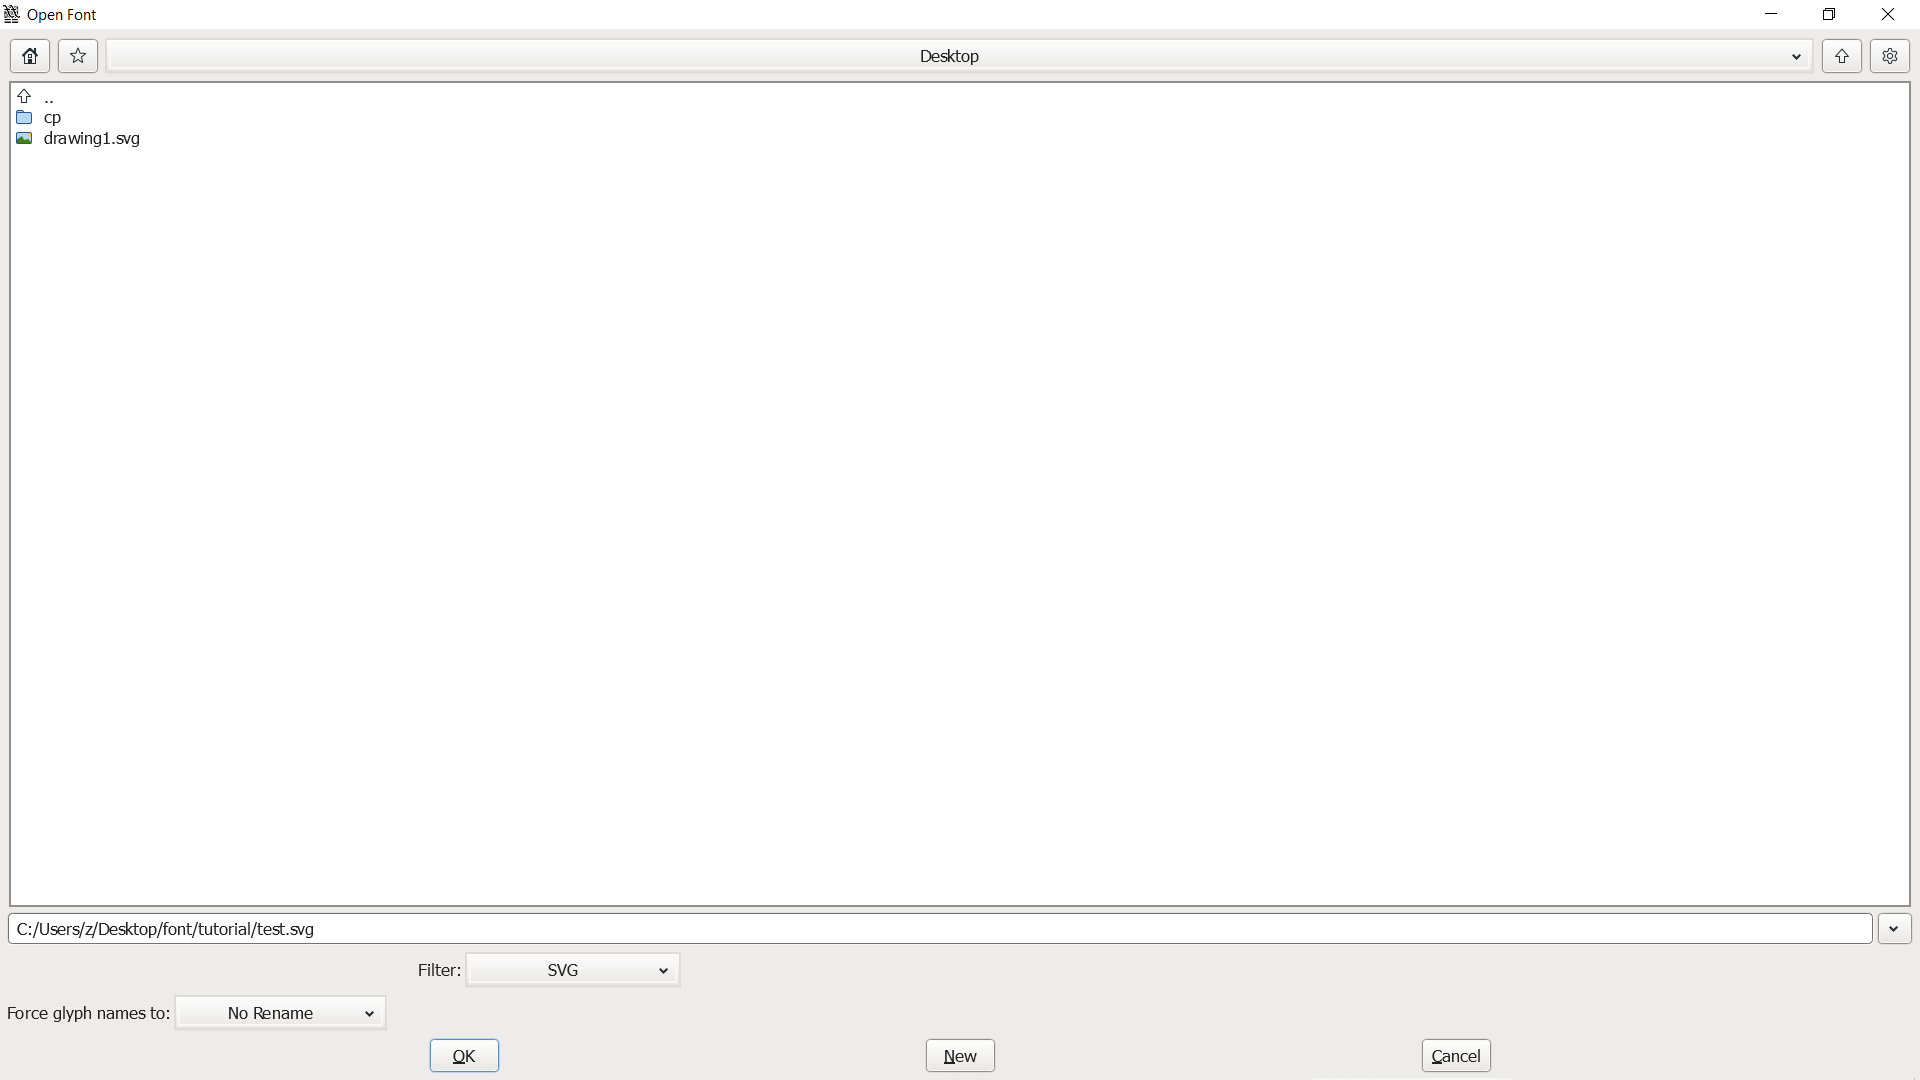 Open Font
Desktop
..
cp
drawing1.svg
C:/Users/z/Desktop/font/tutorial/test.svg
Filter: SVG
Force glyph names to: No Rename
OK New Cancel